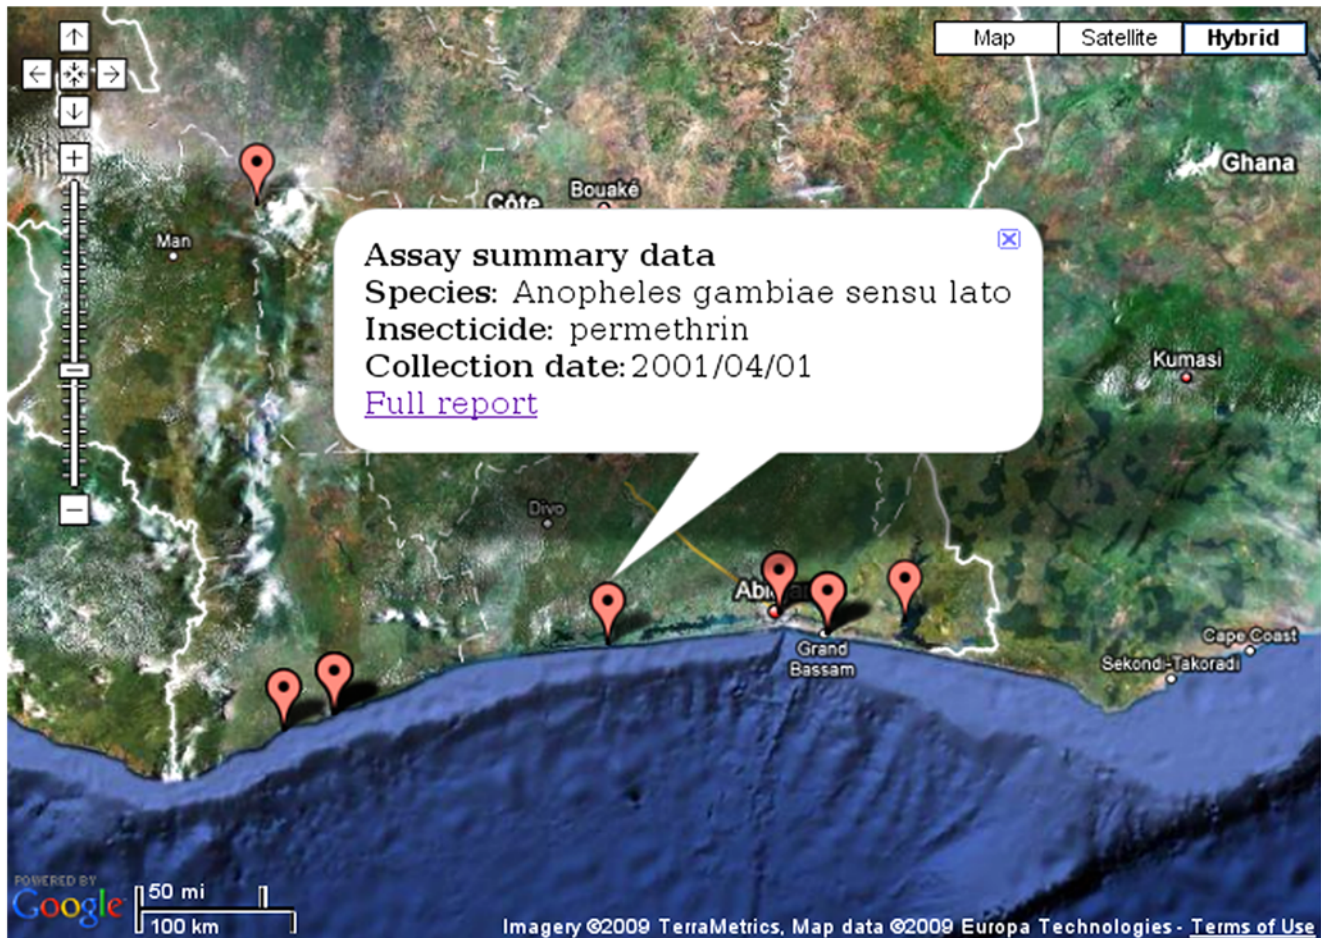 Map Satellite Hybrid
Ghana
Bouaké
Côte
Man
Assay summary data
Species: Anopheles gambiae sensu lato
Insecticide: permethrin
Collection date: 2001/04/01
Full report
Kumasi
Divo
Grand
Bassam
Cape Coast
Sekondi-Takoradi
POWERED BY
Google
50 mi
100 km
Imagery ©2009 TerraMetrics, Map data ©2009 Europa Technologies - Terms of Use